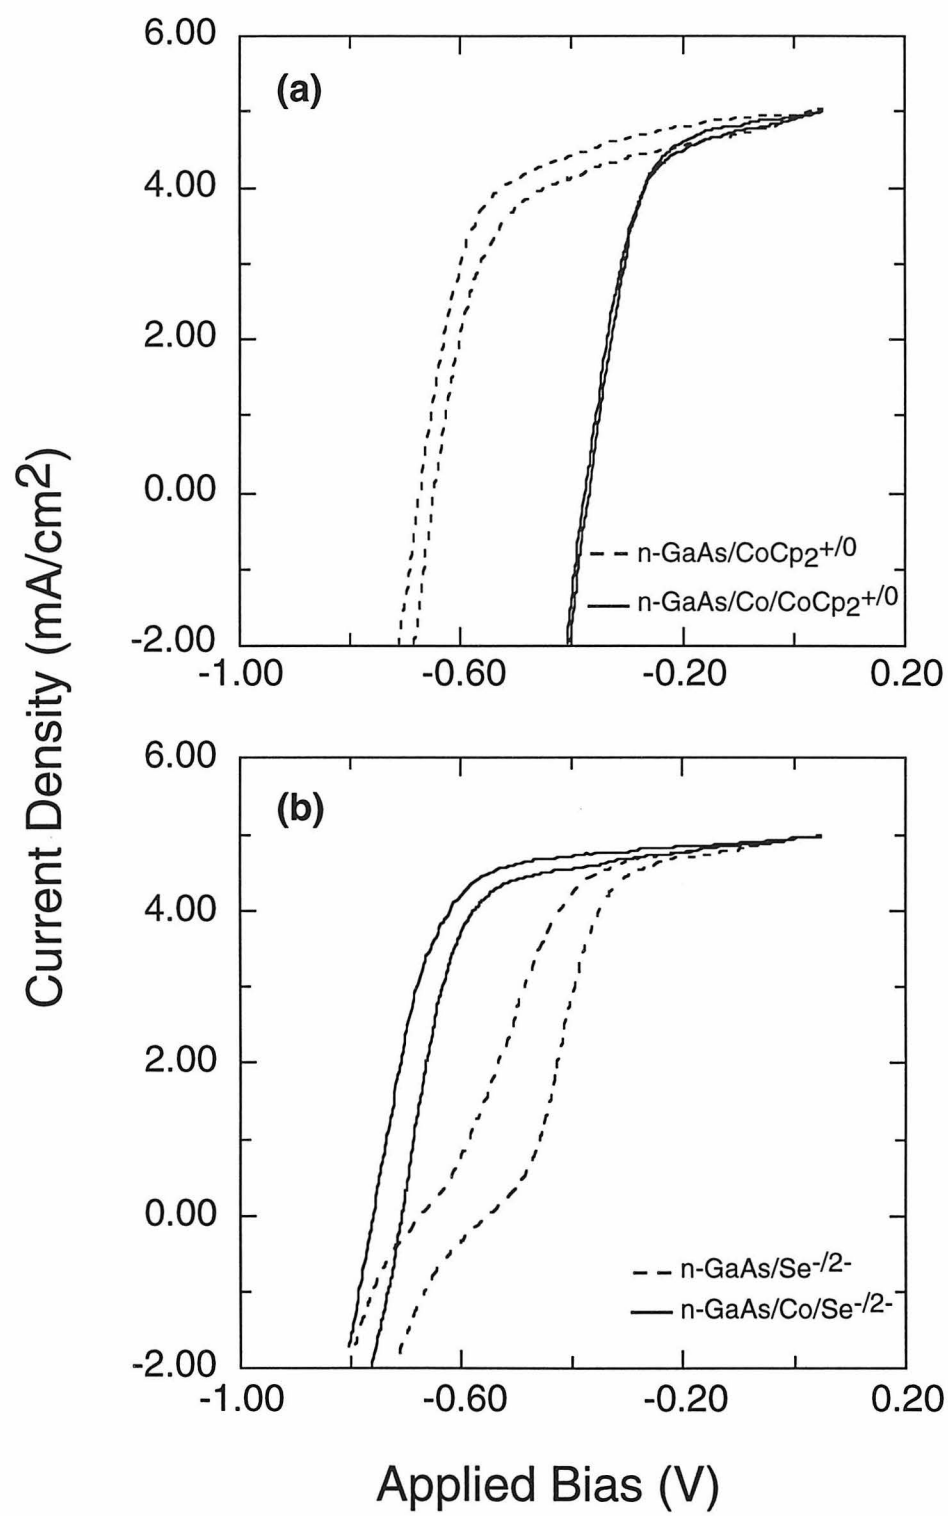 6.00
(a)
4.00
2.00
0.00
n-GaAs/CoCp2+/0
n-GaAs/Co/CoCp2+/0
-2.00
-1.00 -0.60 -0.20 0.20
Current Density (mA/cm2)
6.00
(b)
4.00
2.00
0.00
n-GaAs/Se-/2-
n-GaAs/Co/Se-/2-
-2.00
-1.00 -0.60 -0.20 0.20
Applied Bias (V)